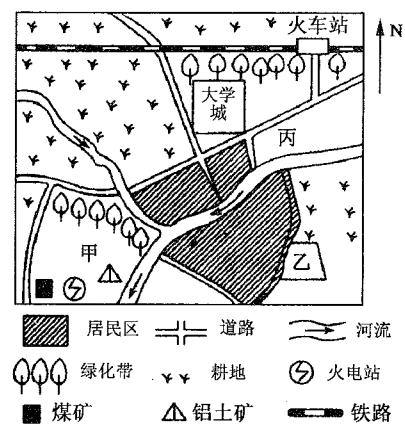 火车站
N
大学
城
丙
甲
乙
居民区 道路 河流
绿化带 耕地 火电站
煤矿 铝土矿 铁路